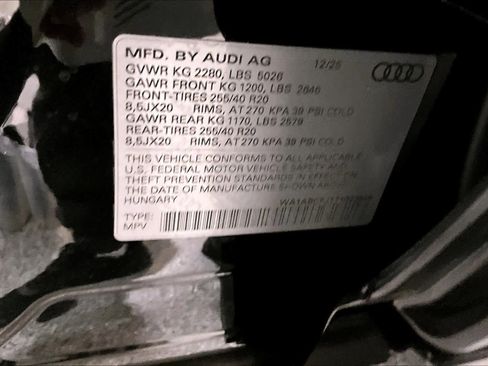 MFD. BY AUDI AG 12/25
GVWR KG 2280, LBS 5026
GAWR FRONT KG 1200, LBS 2646
FRONT-TIRES 255/40 R20
8,5JX20 RIMS, AT 270 KPA 39 PSI COLD
GAWR REAR KG 1170, LBS 2579
REAR-TIRES 255/40 R20
8,5JX20 RIMS, AT 270 KPA 39 PSI COLD
THIS VEHICLE CONFORMS TO ALL APPLICABLE
U.S. FEDERAL MOTOR VEHICLE SAFETY AND
THEFT PREVENTION STANDARDS IN EFFECT ON
THE DATE OF MANUFACTURE
HUNGARY
TYPE:
MPV